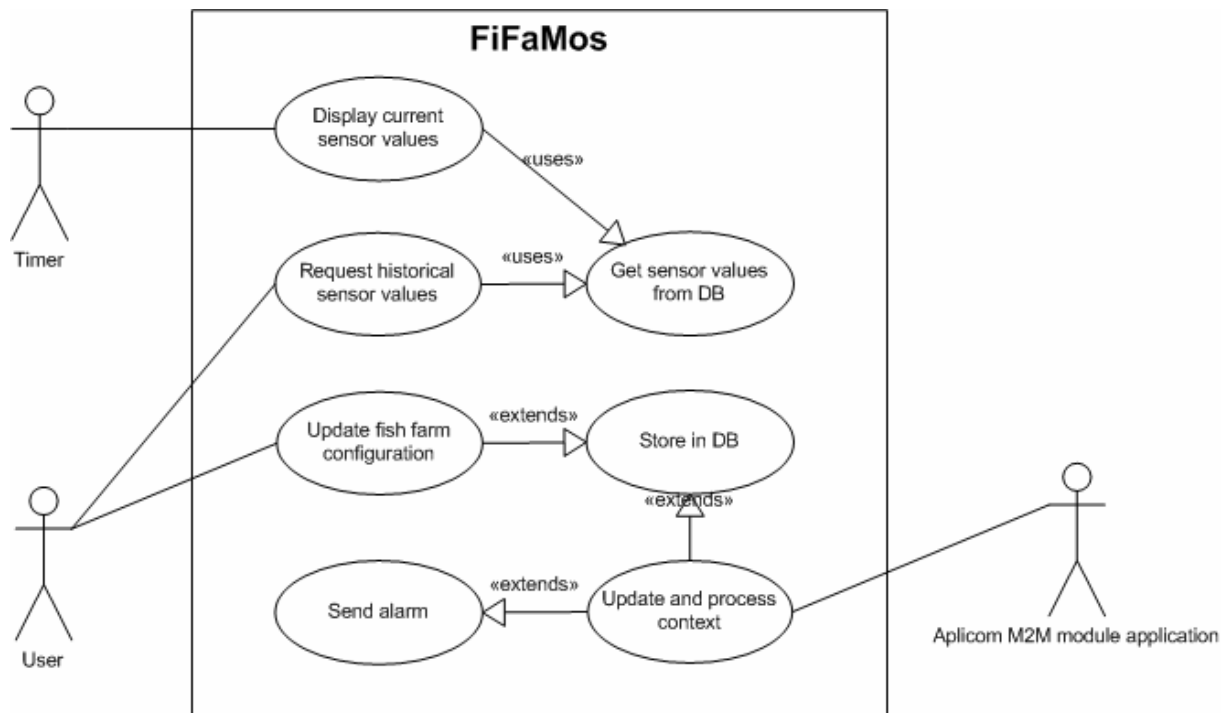 FiFaMos
Display current
sensor values
«uses»
Timer
Request historical
sensor values
«uses»
Get sensor values
from DB
Update fish farm
configuration
«extends»
Store in DB
«extends»
User
Send alarm
«extends»
Update and process
context
Aplicom M2M module application